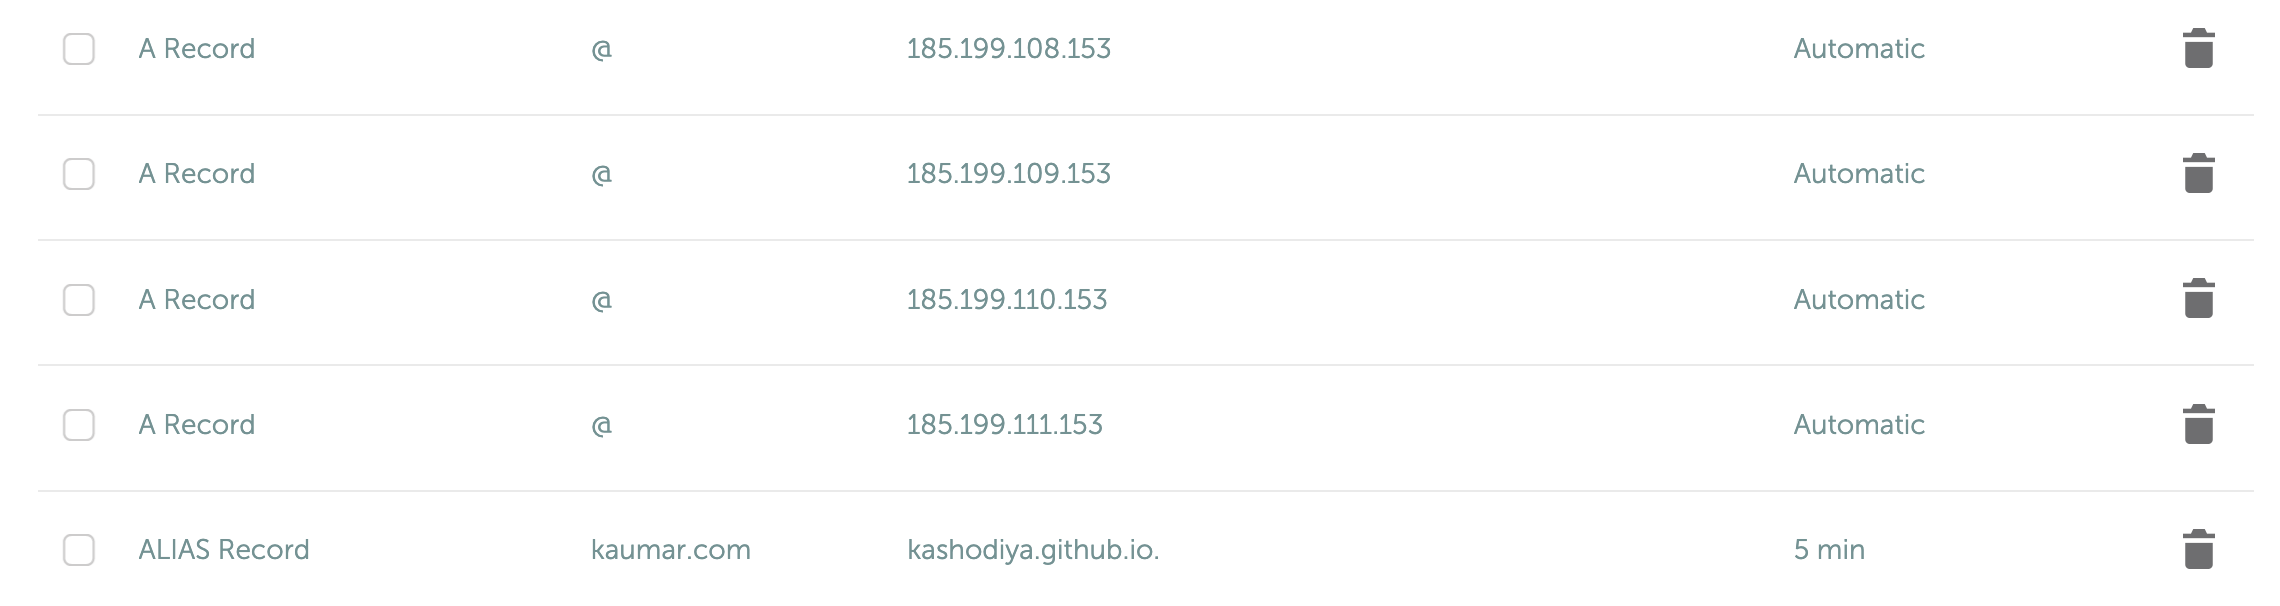 A Record @ 185.199.108.153 Automatic
A Record @ 185.199.109.153 Automatic
A Record @ 185.199.110.153 Automatic
A Record @ 185.199.111.153 Automatic
ALIAS Record kaumar.com kashodiya.github.io. 5 min